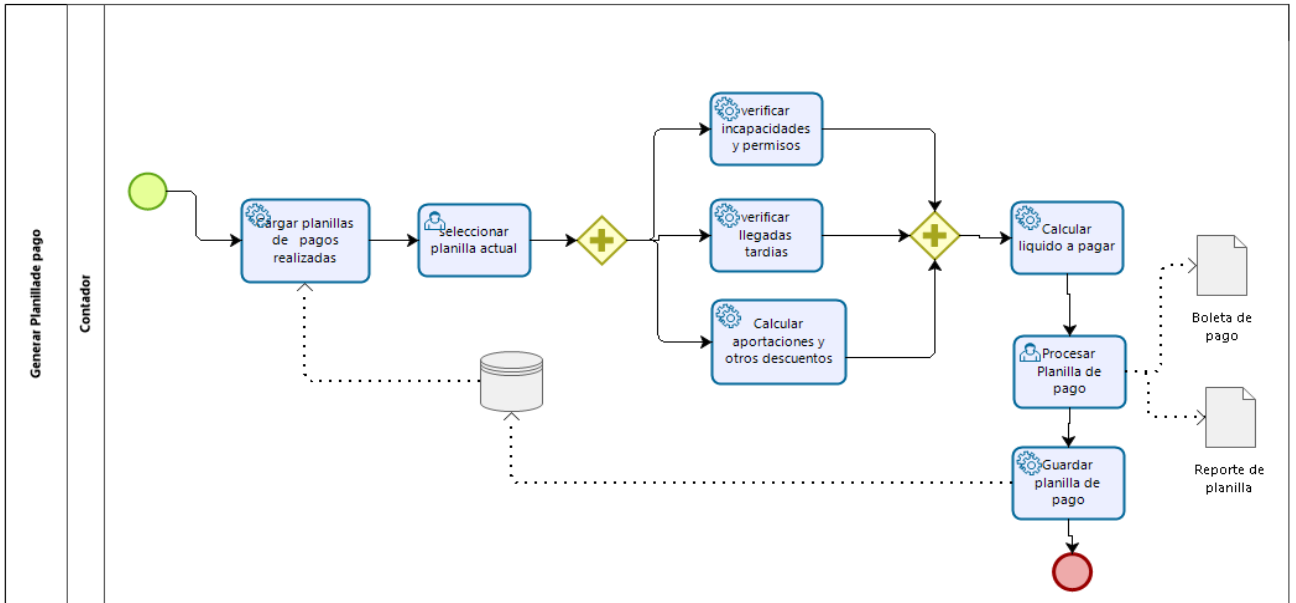 Generar Planillade pago
Contador
Cargar planillas
de pagos
realizadas
seleccionar
planilla actual
verificar
incapacidades
y permisos
verificar
llegadas
tardias
Calcular
aportaciones y
otros descuentos
Calcular
liquido a pagar
Procesar
Planilla de
pago
Guardar
planilla de
pago
Boleta de
pago
Reporte de
planilla